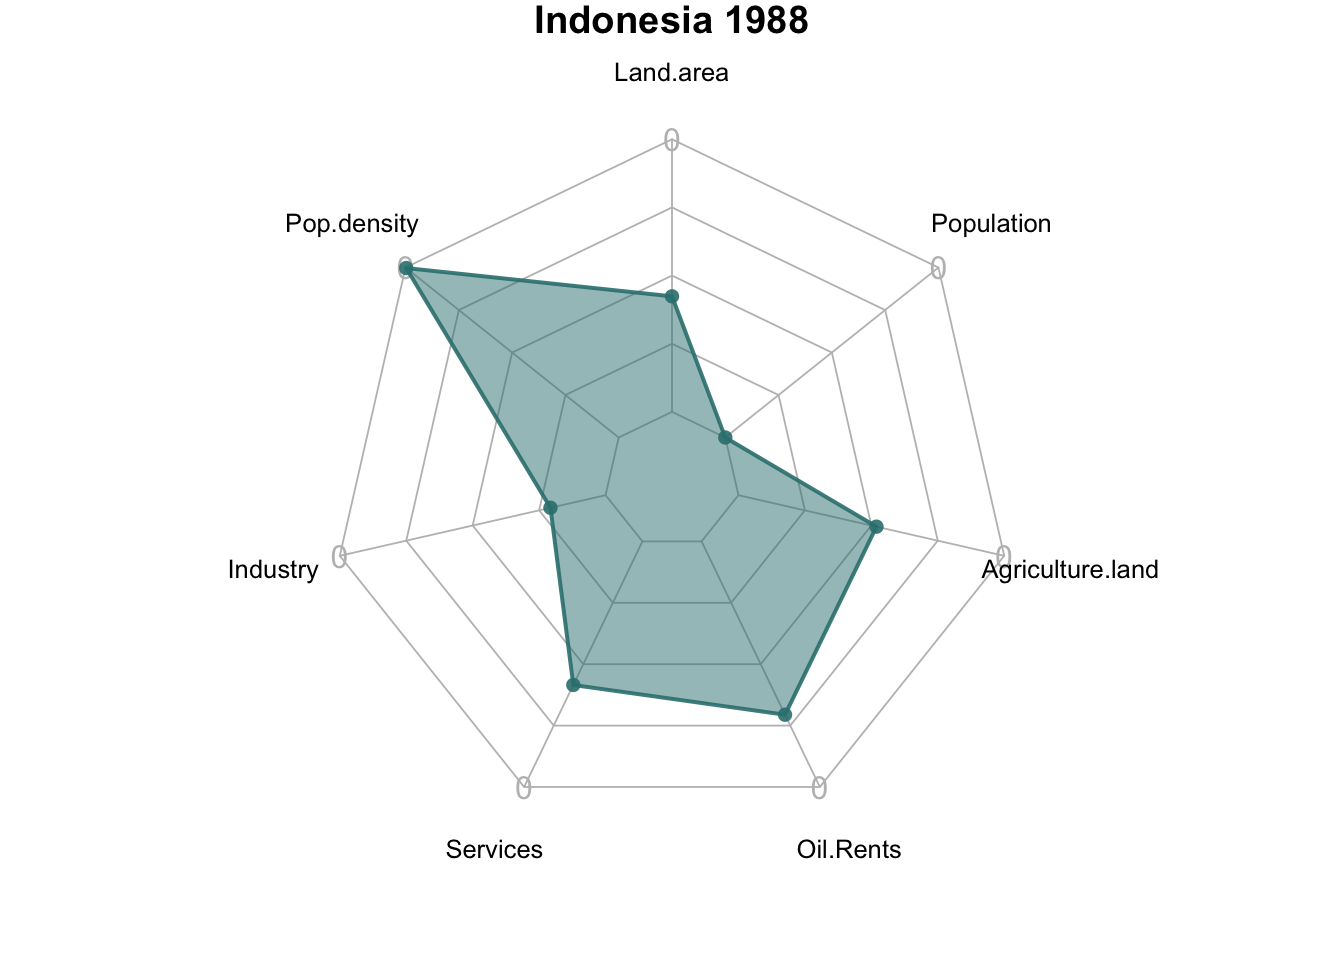 Indonesia 1988
Land.area
0
Pop.density
Population
0
0
Industry
0
0
Agriculture.land
0
0
Services
Oil.Rents